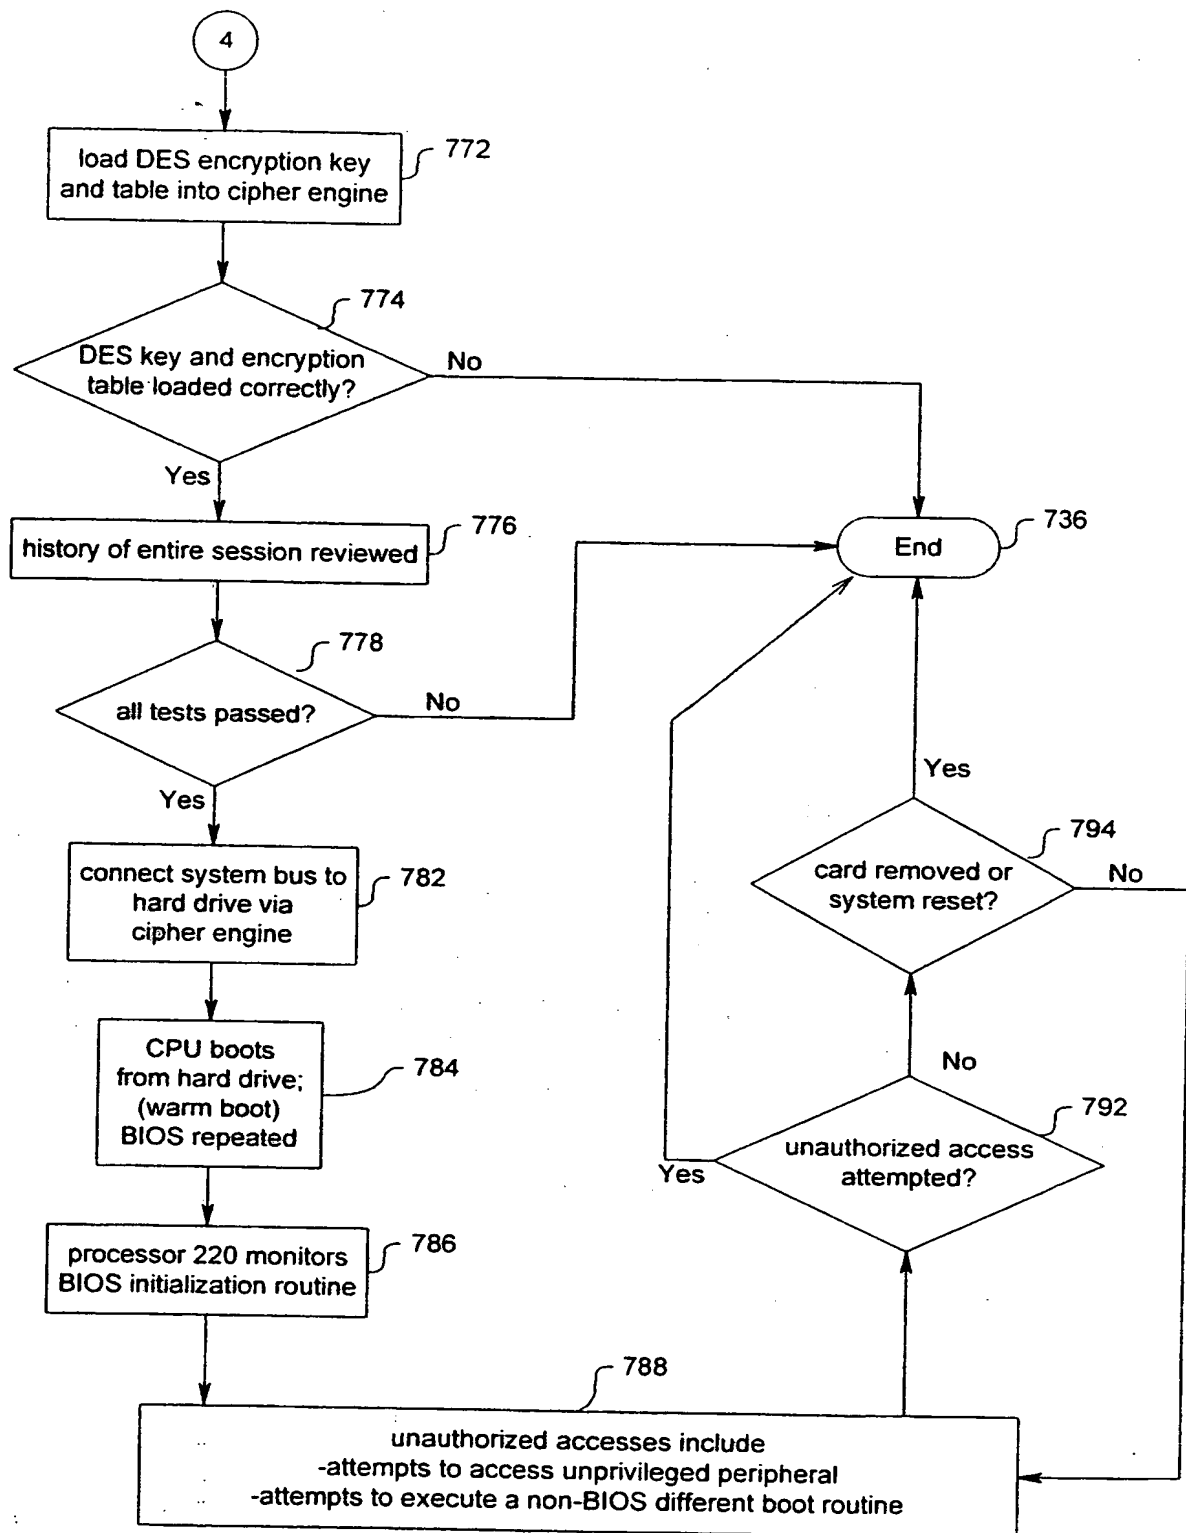 4
load DES encryption key
and table into cipher engine
772
774
DES key and encryption
table loaded correctly?
No
Yes
history of entire session reviewed
776
End
736
778
all tests passed?
No
Yes
connect system bus to
hard drive via
cipher engine
782
CPU boots
from hard drive;
(warm boot)
BIOS repeated
784
processor 220 monitors
BIOS initialization routine
786
788
unauthorized accesses include
-attempts to access unprivileged peripheral
-attempts to execute a non-BIOS different boot routine
792
unauthorized access
attempted?
Yes
No
794
card removed or
system reset?
No
Yes